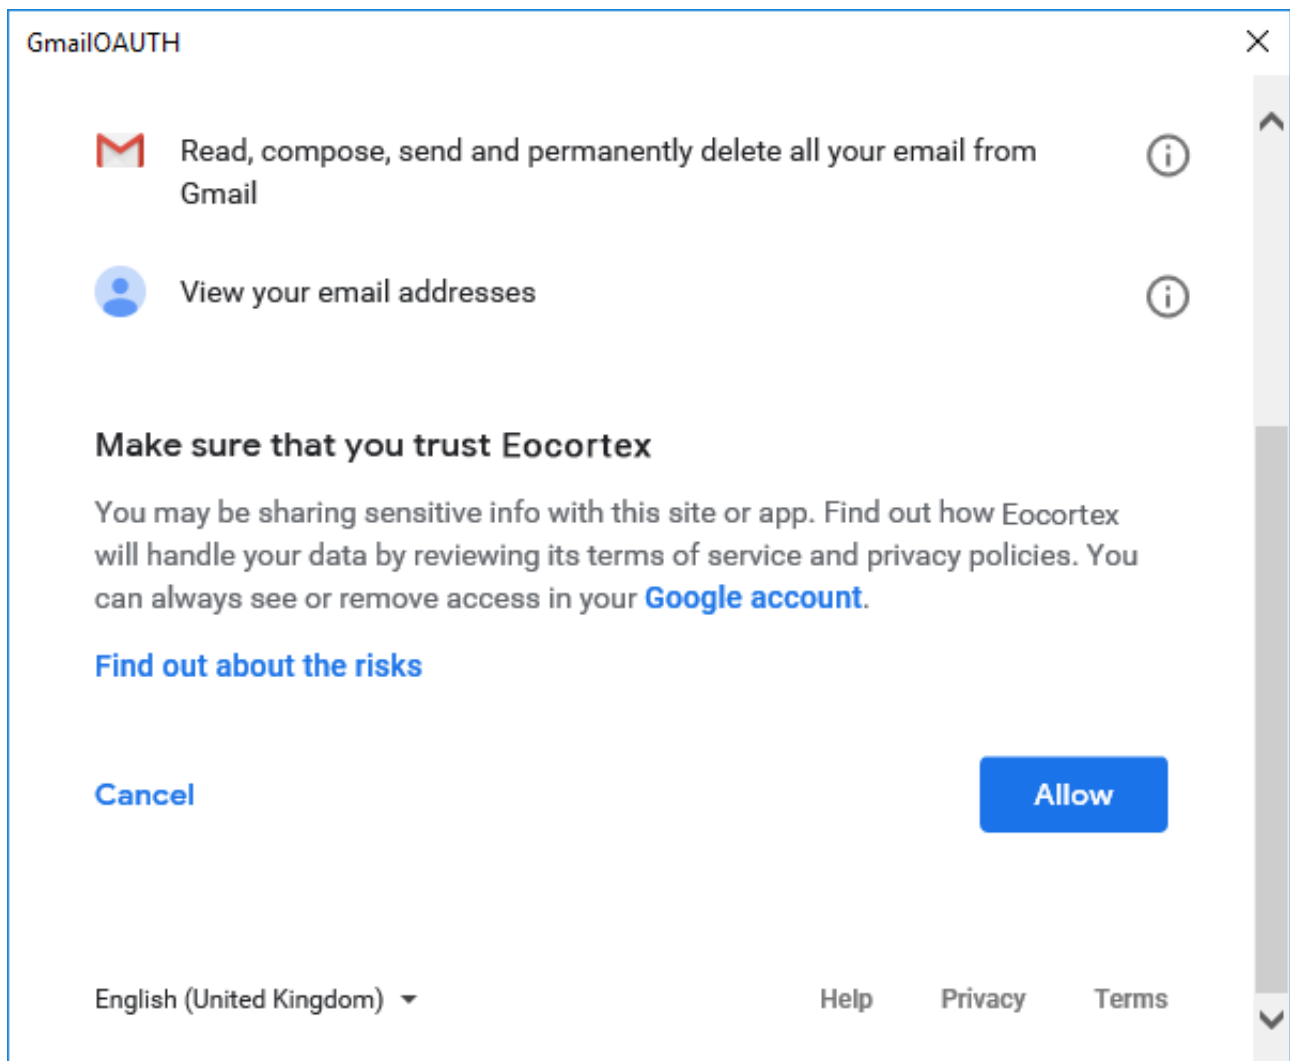 GmailOAUTH
Read, compose, send and permanently delete all your email from
Gmail
View your email addresses
Make sure that you trust Eocortex
You may be sharing sensitive info with this site or app. Find out how Eocortex
will handle your data by reviewing its terms of service and privacy policies. You
can always see or remove access in your Google account.
Find out about the risks
Cancel
Allow
English (United Kingdom)
Help
Privacy
Terms